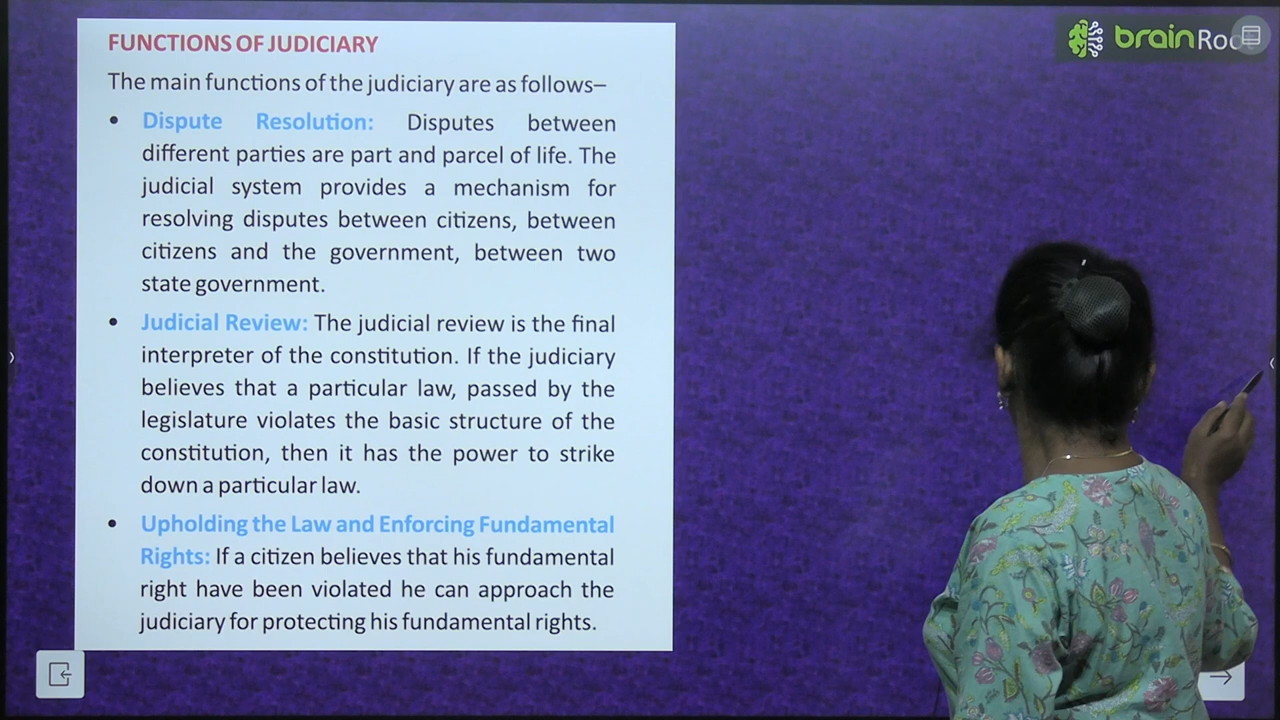 FUNCTIONS OF JUDICIARY
The main functions of the judiciary are as follows–
• Dispute Resolution: Disputes between
different parties are part and parcel of life. The
judicial system provides a mechanism for
resolving disputes between citizens, between
citizens and the government, between two
state government.
• Judicial Review: The judicial review is the final
interpreter of the constitution. If the judiciary
believes that a particular law, passed by the
legislature violates the basic structure of the
constitution, then it has the power to strike
down a particular law.
• Upholding the Law and Enforcing Fundamental
Rights: If a citizen believes that his fundamental
right have been violated he can approach the
judiciary for protecting his fundamental rights.
brain